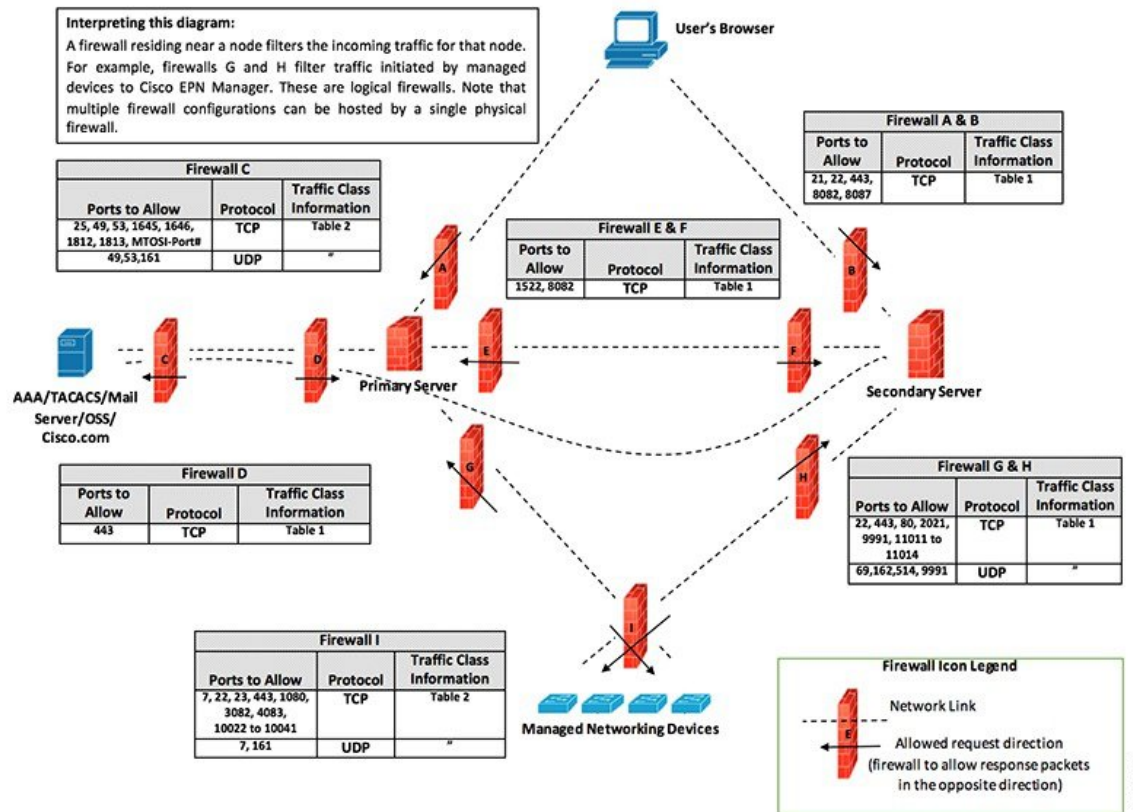 Interpreting this diagram:
A firewall residing near a node filters the incoming traffic for that node.
For example, firewalls G and H filter traffic initiated by managed
devices to Cisco EPN Manager. These are logical firewalls. Note that
multiple firewall configurations can be hosted by a single physical
firewall.
User's Browser
Firewall A & B
Ports to Allow Protocol Traffic Class Information
21, 22, 443, 8082, 8087 TCP Table 1
Firewall C
Ports to Allow Protocol Traffic Class Information
25, 49, 53, 1645, 1646, 1812, 1813, MTOSI-Port# TCP Table 2
49,53,161 UDP "
Firewall E & F
Ports to Allow Protocol Traffic Class Information
1522, 8082 TCP Table 1
A
B
C
D
E
F
Primary Server
Secondary Server
AAA/TACACS/Mail
Server/OSS/
Cisco.com
G
H
Firewall D
Ports to Allow Protocol Traffic Class Information
443 TCP Table 1
Firewall G & H
Ports to Allow Protocol Traffic Class Information
22, 443, 80, 2021, 9991, 11011 to 11014 TCP Table 1
69,162,514, 9991 UDP "
I
Firewall I
Ports to Allow Protocol Traffic Class Information
7, 22, 23, 443, 1080, 3082, 4083, 10022 to 10041 TCP Table 2
7, 161 UDP "
Managed Networking Devices
Firewall Icon Legend
Network Link
E
Allowed request direction
(firewall to allow response packets
in the opposite direction)